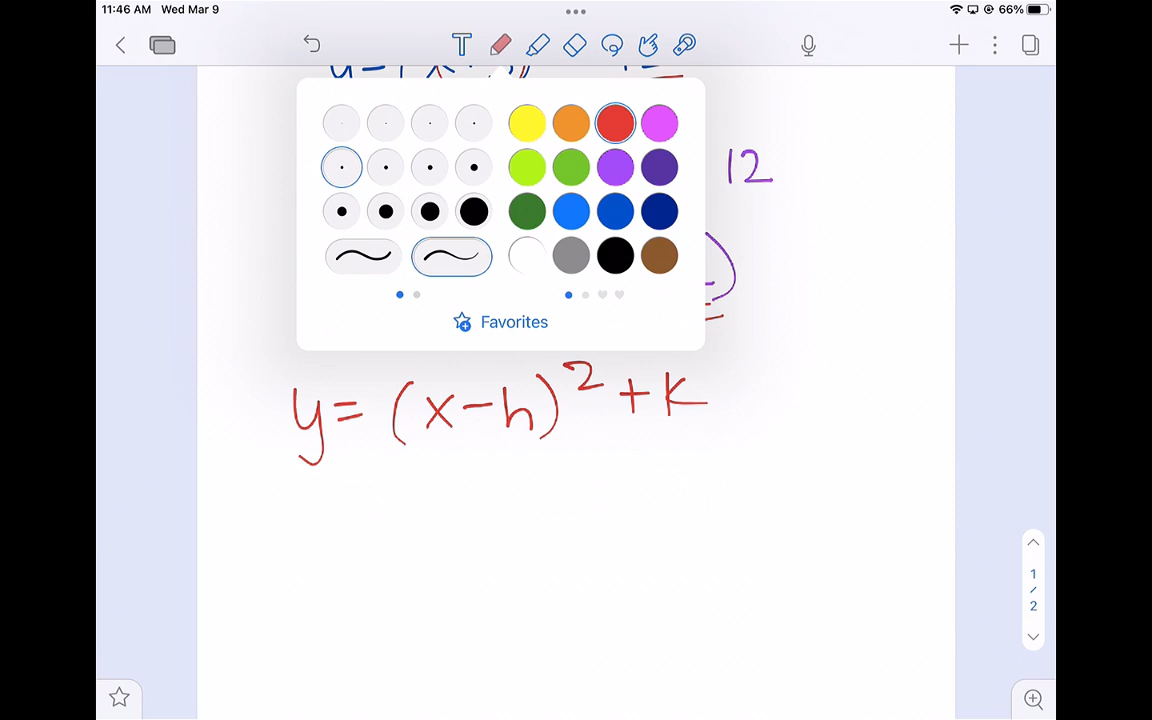 11:46 AM Wed Mar 9
66%
12
Favorites
y = (x-h)² + k
1
/
2